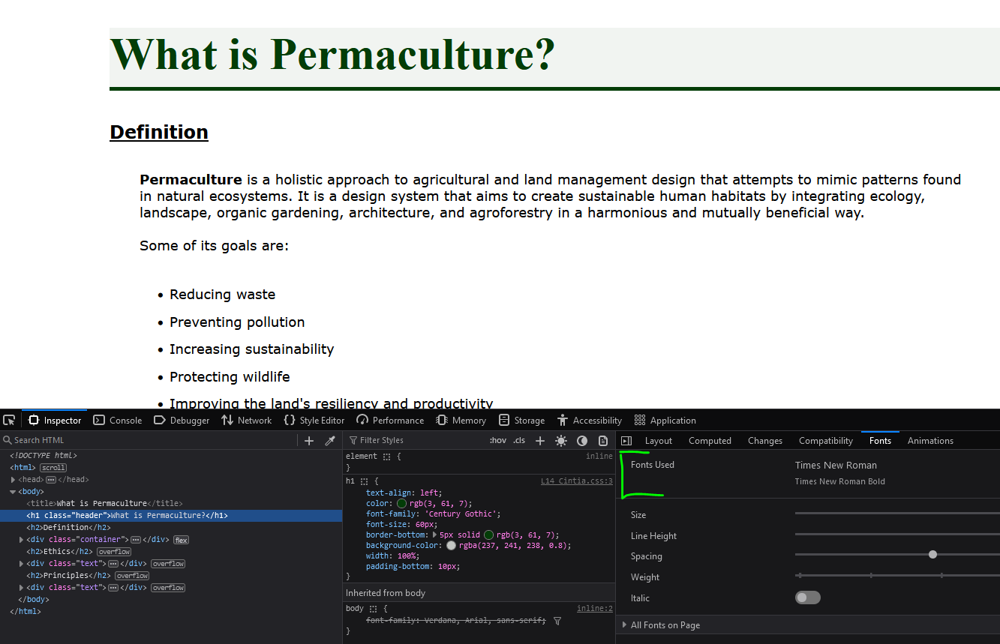 What is Permaculture?
Definition
Permaculture is a holistic approach to agricultural and land management design that attempts to mimic patterns found
in natural ecosystems. It is a design system that aims to create sustainable human habitats by integrating ecology,
landscape, organic gardening, architecture, and agroforestry in a harmonious and mutually beneficial way.
Some of its goals are:
• Reducing waste
• Preventing pollution
• Increasing sustainability
• Protecting wildlife
• Improving the land's resiliency and productivity
Inspector Console Debugger Network Style Editor Performance Memory Storage Accessibility Application
Search HTML
<!DOCTYPE html>
<html> scroll
<head> ••• </head>
<body>
<title>What is Permaculture</title>
<h1 class="header">What is Permaculture?</h1>
<h2>Definition</h2>
<div class="container"> ••• </div> flex
<h2>Ethics</h2> overflow
<div class="text"> ••• </div> overflow
<h2>Principles</h2> overflow
<div class="text"> ••• </div> overflow
</body>
</html>
Filter Styles :hov .cls +
element { inline
}
h1 { L14 Cintia.css:3
text-align: left;
color: rgb(3, 61, 7);
font-family: 'Century Gothic';
font-size: 60px;
border-bottom: 5px solid rgb(3, 61, 7);
background-color: rgba(237, 241, 238, 0.8);
width: 100%;
padding-bottom: 10px;
}
Inherited from body
body { inline:2
font-family: Verdana, Arial, sans-serif;
}
Layout Computed Changes Compatibility Fonts Animations
Fonts Used Times New Roman
Times New Roman Bold
Size
Line Height
Spacing
Weight
Italic
All Fonts on Page